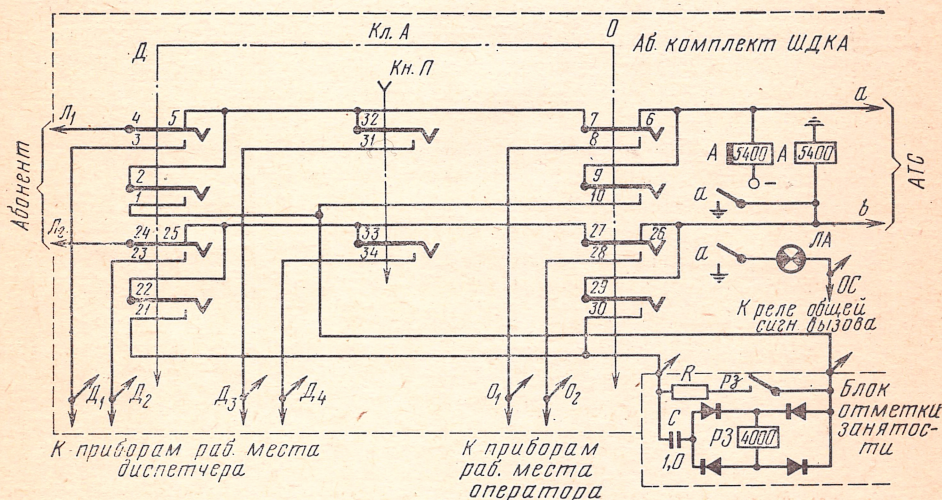 Кл. А
Д
О
Аб. комплект ШДКА
Кн. П
Л₁
4
5
3
32
31
7
6
8
а
А
5400
А
5400
–
2
1
9
10
а
АТС
Абонент
Л₂
24
25
23
33
34
27
26
28
в
а
ЛА
ОС
22
21
29
30
К реле общей
сигн вызова
Д₁
Д₂
Д₃
Д₄
О₁
О₂
R
рз
Блок
отметки
занятос-
ти
С
1,0
РЗ
4000
К приборам раб. места
диспетчера
К приборам
раб. места
оператора